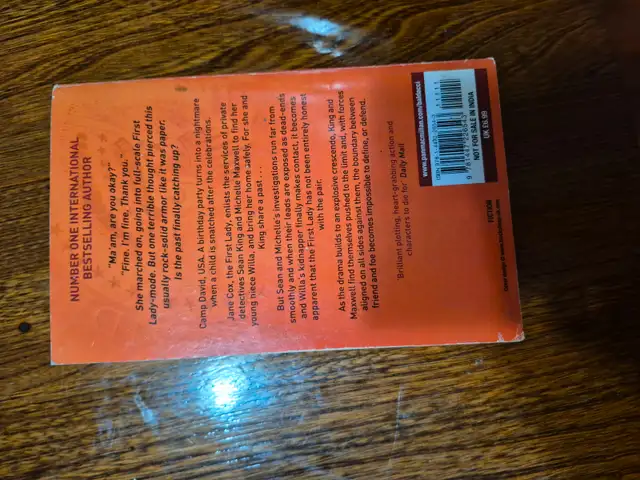 NUMBER ONE INTERNATIONAL
BESTSELLING AUTHOR
"Ma'am, are you okay?"
"Fine. I'm fine. Thank you."
She marched on, going into full-scale First
Lady-mode. But one terrible thought pierced this
usually rock-solid armor like it was paper.
Is the past finally catching up?
Camp David, USA. A birthday party turns into a nightmare
when a child is snatched after the celebrations.
Jane Cox, the First Lady, enlists the services of private
detectives Sean King and Michelle Maxwell to find her
young niece Willa, and bring her home safely. For she and
King share a past . . .
But Sean and Michelle's investigations run far from
smoothly and when their leads are exposed as dead-ends
and Willa's kidnapper finally makes contact, it becomes
apparent that the First Lady has not been entirely honest
with the pair.
As the drama builds to an explosive crescendo, King and
Maxwell find themselves pushed to the limit and, with forces
aligned on all sides against them, the boundary between
friend and foe becomes impossible to define, or defend.
'Brilliant plotting, heart-grabbing action and
characters to die for' Daily Mail
www.panmacmillan.com/baldacci
NOT FOR SALE IN INDIA
UK £6.99
FICTION